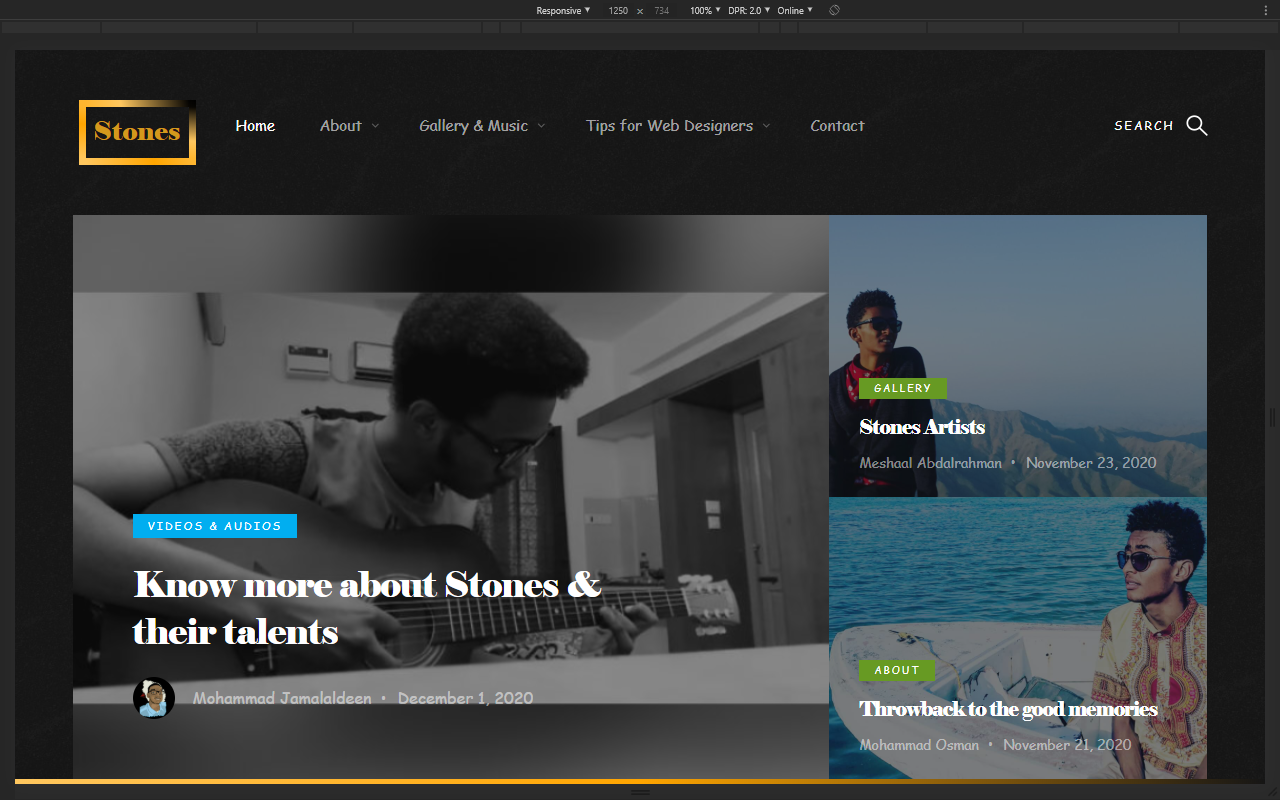 Responsive ▼ 1250 × 734 100% ▼ DPR: 2.0 ▼ Online ▼
Stones
Home About Gallery & Music Tips for Web Designers Contact
SEARCH
VIDEOS & AUDIOS
Know more about Stones &
their talents
Mohammad Jamalaldeen • December 1, 2020
GALLERY
Stones Artists
Meshaal Abdalrahman • November 23, 2020
ABOUT
Throwback to the good memories
Mohammad Osman • November 21, 2020